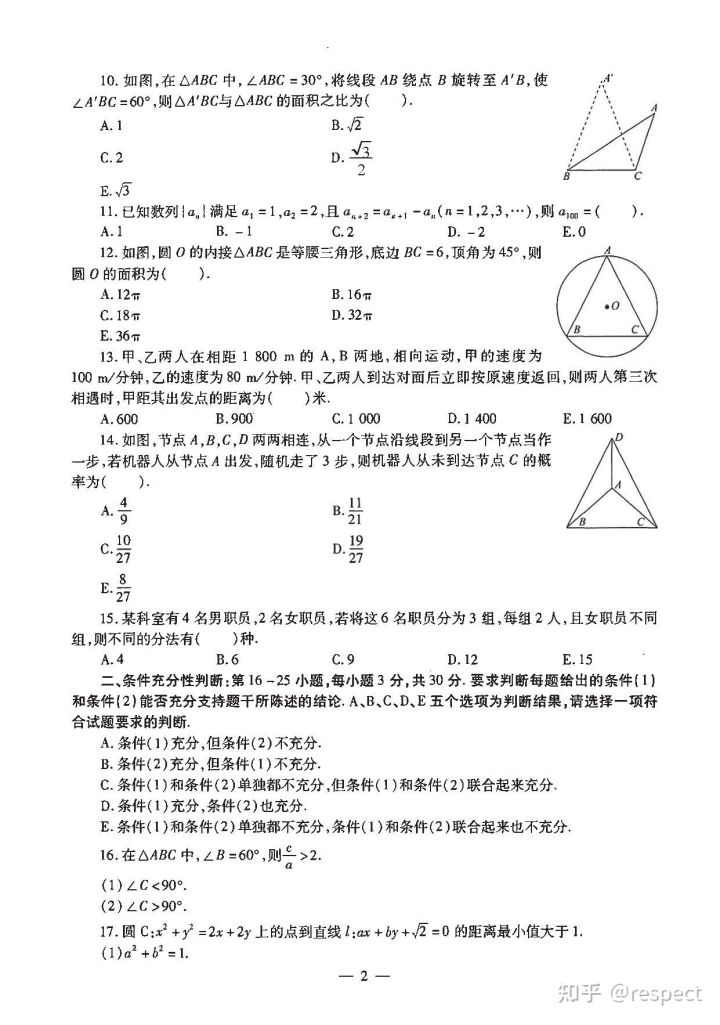 10. 如图,在△ABC 中,∠ABC = 30°,将线段 AB 绕点 B 旋转至 A′B,使
∠A′BC = 60°,则△A′BC与△ABC 的面积之比为(  ).
A. 1 B. √2
C. 2 D. √3/2
E. √3
A′
A
B C
11. 已知数列{aₙ}满足 a₁ = 1,a₂ = 2,且 aₙ₊₂ = aₙ₊₁ - aₙ(n = 1,2,3,…),则 a₁₀₀ = (  ).
A. 1 B. -1 C. 2 D. -2 E. 0
12. 如图,圆 O 的内接△ABC 是等腰三角形,底边 BC = 6,顶角为 45°,则
圆 O 的面积为(  ).
A. 12π B. 16π
C. 18π D. 32π
E. 36π
A
O
B C
13. 甲、乙两人在相距 1 800 m 的 A,B 两地,相向运动,甲的速度为
100 m/分钟,乙的速度为 80 m/分钟. 甲、乙两人到达对面后立即按原速度返回,则两人第三次
相遇时,甲距其出发点的距离为(  )米.
A. 600 B. 900 C. 1 000 D. 1 400 E. 1 600
14. 如图,节点 A,B,C,D 两两相连,从一个节点沿线段到另一个节点当作
一步,若机器人从节点 A 出发,随机走了 3 步,则机器人从未到达节点 C 的概
率为(  ).
A. 4/9 B. 11/21
C. 10/27 D. 19/27
E. 8/27
D
A
B C
15. 某科室有 4 名男职员,2 名女职员,若将这 6 名职员分为 3 组,每组 2 人,且女职员不同
组,则不同的分法有(  )种.
A. 4 B. 6 C. 9 D. 12 E. 15
二、条件充分性判断:第 16 - 25 小题,每小题 3 分,共 30 分. 要求判断每题给出的条件(1)
和条件(2)能否充分支持题干所陈述的结论. A、B、C、D、E 五个选项为判断结果,请选择一项符
合试题要求的判断.
A. 条件(1)充分,但条件(2)不充分.
B. 条件(2)充分,但条件(1)不充分.
C. 条件(1)和条件(2)单独都不充分,但条件(1)和条件(2)联合起来充分.
D. 条件(1)充分,条件(2)也充分.
E. 条件(1)和条件(2)单独都不充分,条件(1)和条件(2)联合起来也不充分.
16. 在△ABC 中,∠B = 60°,则c/a > 2.
(1)∠C < 90°.
(2)∠C > 90°.
17. 圆 C:x² + y² = 2x + 2y 上的点到直线 l:ax + by + √2 = 0 的距离最小值大于 1.
(1)a² + b² = 1.
— 2 —
知乎 @respect